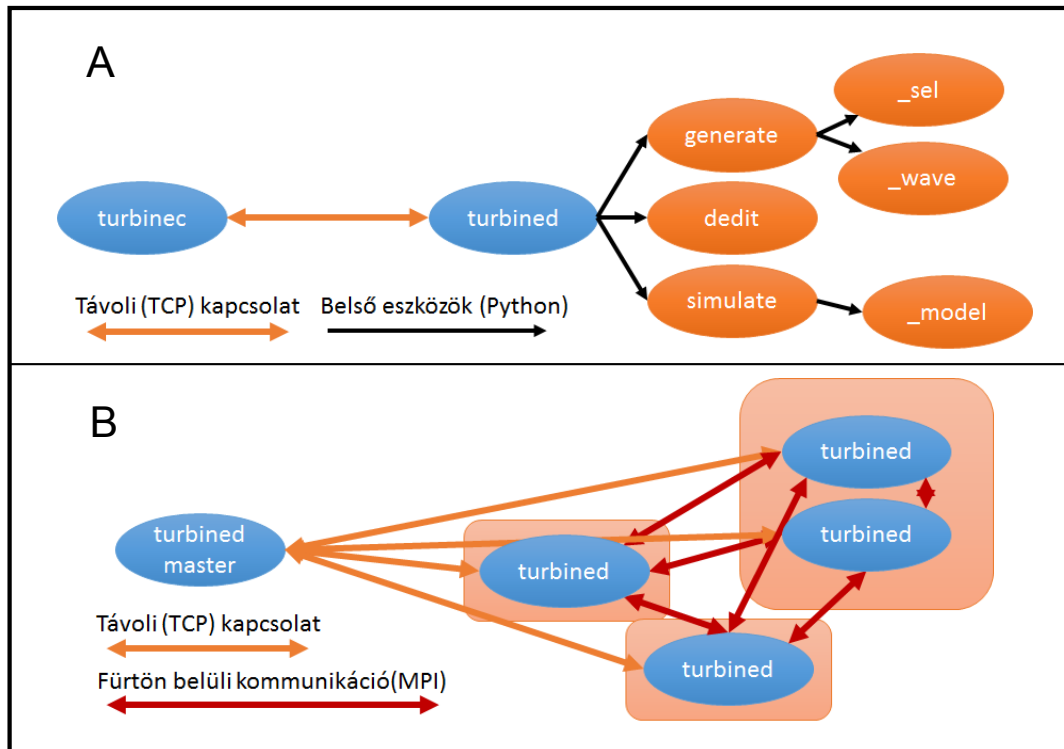 A
_sel
generate
_wave
turbinec
turbined
dedit
simulate
_model
Távoli (TCP) kapcsolat
Belső eszközök (Python)
B
turbined
turbined
turbined
master
turbined
turbined
Távoli (TCP) kapcsolat
Fürtön belüli kommunikáció(MPI)